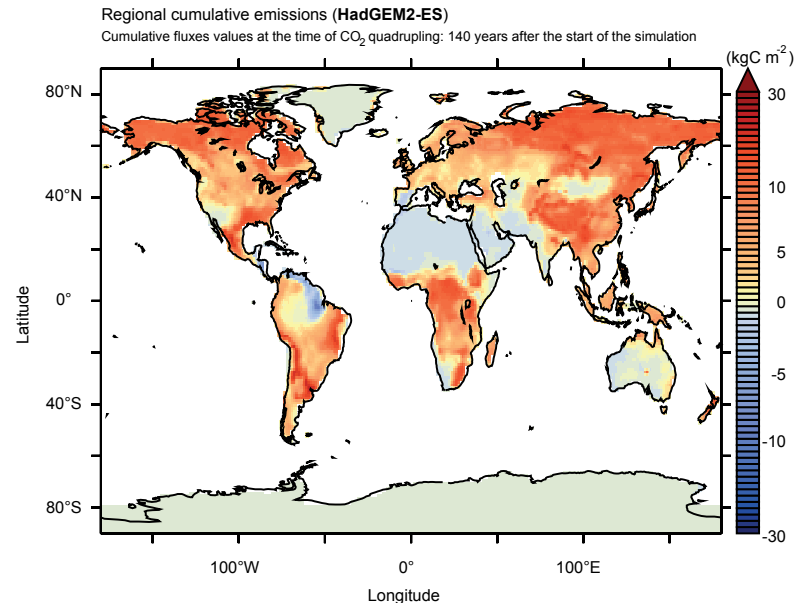 Regional cumulative emissions (HadGEM2-ES)
Cumulative fluxes values at the time of CO2 quadrupling: 140 years after the start of the simulation
(kgC m-2)
80°N
40°N
0°
40°S
80°S
Latitude
100°W
0°
100°E
Longitude
30
10
5
0
-5
-10
-30